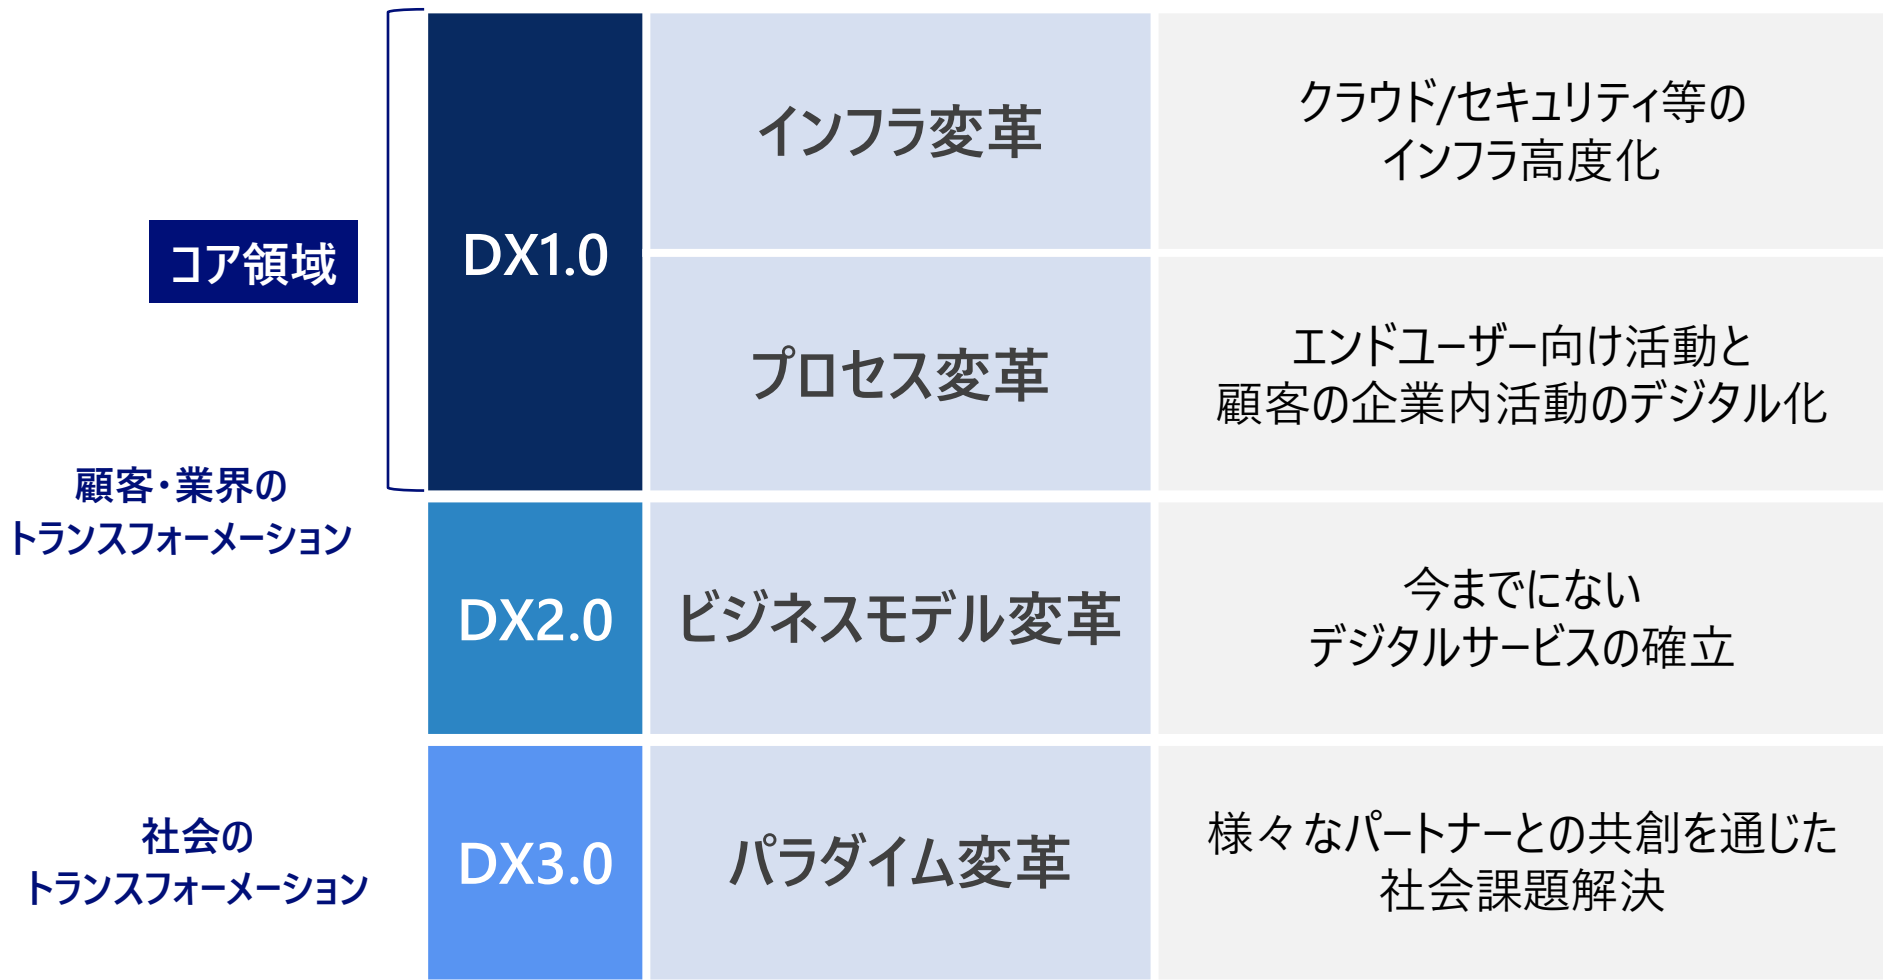 コア領域
顧客・業界の
トランスフォーメーション
社会の
トランスフォーメーション
DX1.0
インフラ変革
クラウド/セキュリティ等の
インフラ高度化
プロセス変革
エンドユーザー向け活動と
顧客の企業内活動のデジタル化
DX2.0
ビジネスモデル変革
今までにない
デジタルサービスの確立
DX3.0
パラダイム変革
様々なパートナーとの共創を通じた
社会課題解決